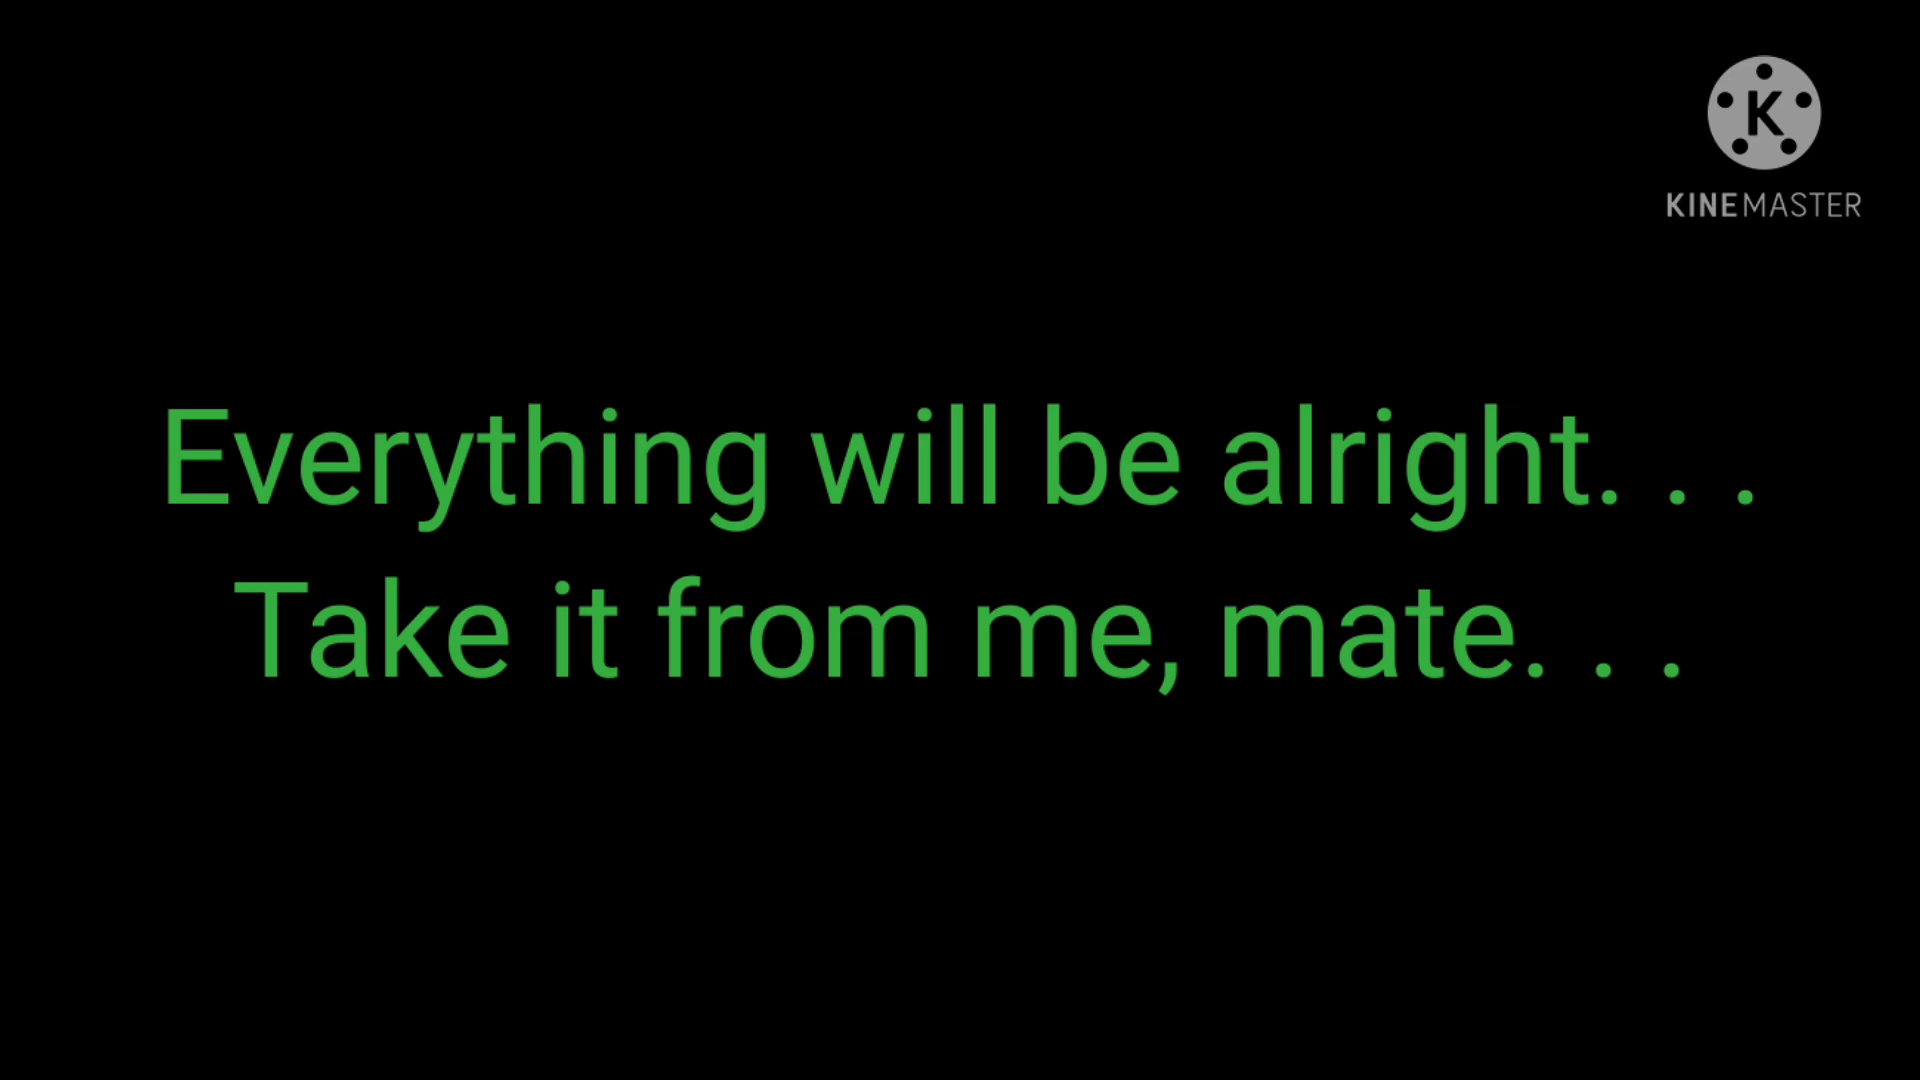 K
KINEMASTER
Everything will be alright. . .
Take it from me, mate. . .